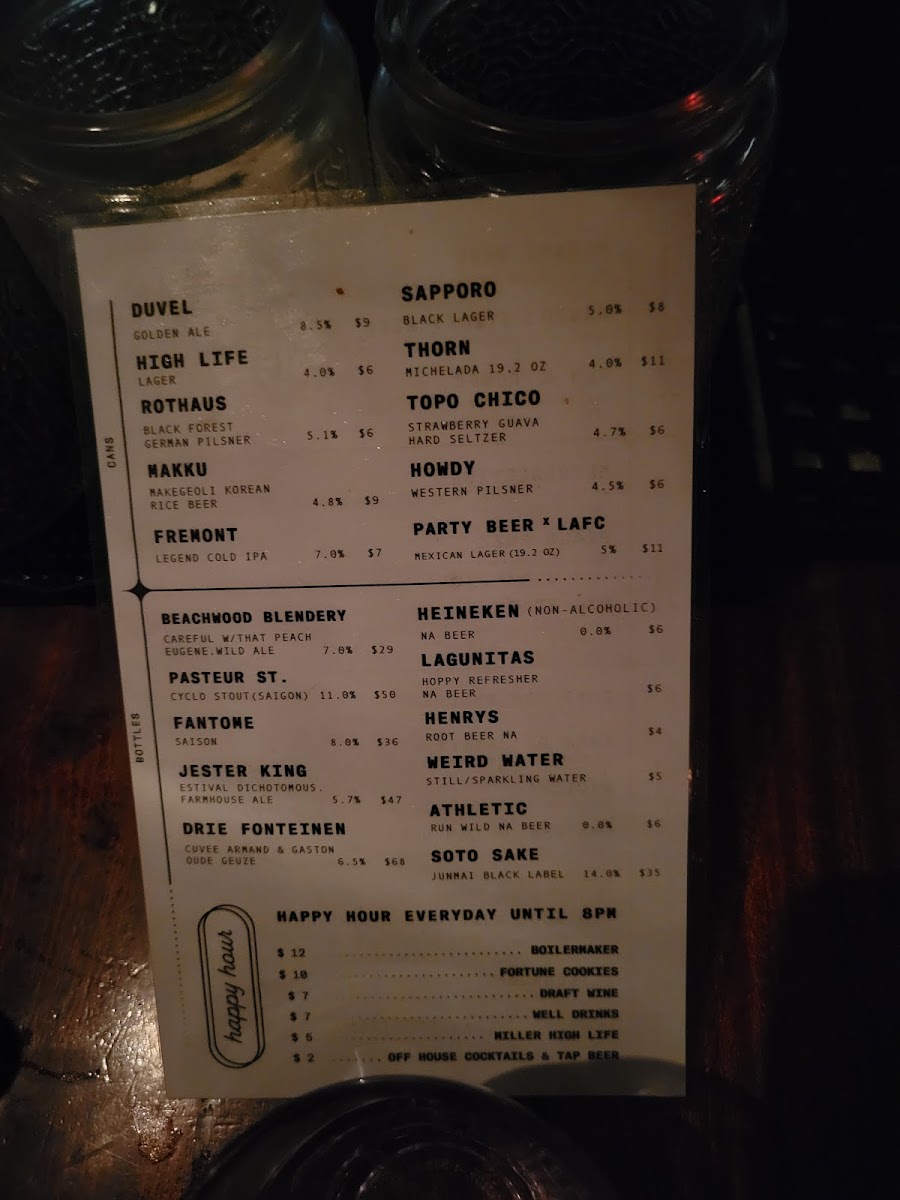 CANS
DUVEL
GOLDEN ALE 8.5% $9
HIGH LIFE
LAGER 4.0% $6
ROTHAUS
BLACK FOREST
GERMAN PILSNER 5.1% $6
MAKKU
MAKEGEOLI KOREAN
RICE BEER 4.8% $9
FREMONT
LEGEND COLD IPA 7.0% $7
SAPPORO
BLACK LAGER 5.0% $8
THORN
MICHELADA 19.2 OZ 4.0% $11
TOPO CHICO
STRAWBERRY GUAVA
HARD SELTZER 4.7% $6
HOWDY
WESTERN PILSNER 4.5% $6
PARTY BEER X LAFC
MEXICAN LAGER (19.2 OZ) 5% $11
BOTTLES
BEACHWOOD BLENDERY
CAREFUL W/THAT PEACH
EUGENE.WILD ALE 7.0% $29
PASTEUR ST.
CYCLO STOUT(SAIGON) 11.0% $50
FANTOME
SAISON 8.0% $36
JESTER KING
ESTIVAL DICHOTOMOUS.
FARMHOUSE ALE 5.7% $47
DRIE FONTEINEN
CUVEE ARMAND & GASTON
OUDE GEUZE 6.5% $68
HEINEKEN (NON-ALCOHOLIC)
NA BEER 0.0% $6
LAGUNITAS
HOPPY REFRESHER
NA BEER $6
HENRYS
ROOT BEER NA $4
WEIRD WATER
STILL/SPARKLING WATER $5
ATHLETIC
RUN WILD NA BEER 0.0% $6
SOTO SAKE
JUNMAI BLACK LABEL 14.0% $35
happy hour
HAPPY HOUR EVERYDAY UNTIL 8PM
$ 12 ........................ BOILERMAKER
$ 10 .................... FORTUNE COOKIES
$ 7 .......................... DRAFT WINE
$ 7 ......................... WELL DRINKS
.................. MILLER HIGH LIFE
$ 2 ....... OFF HOUSE COCKTAILS & TAP BEER